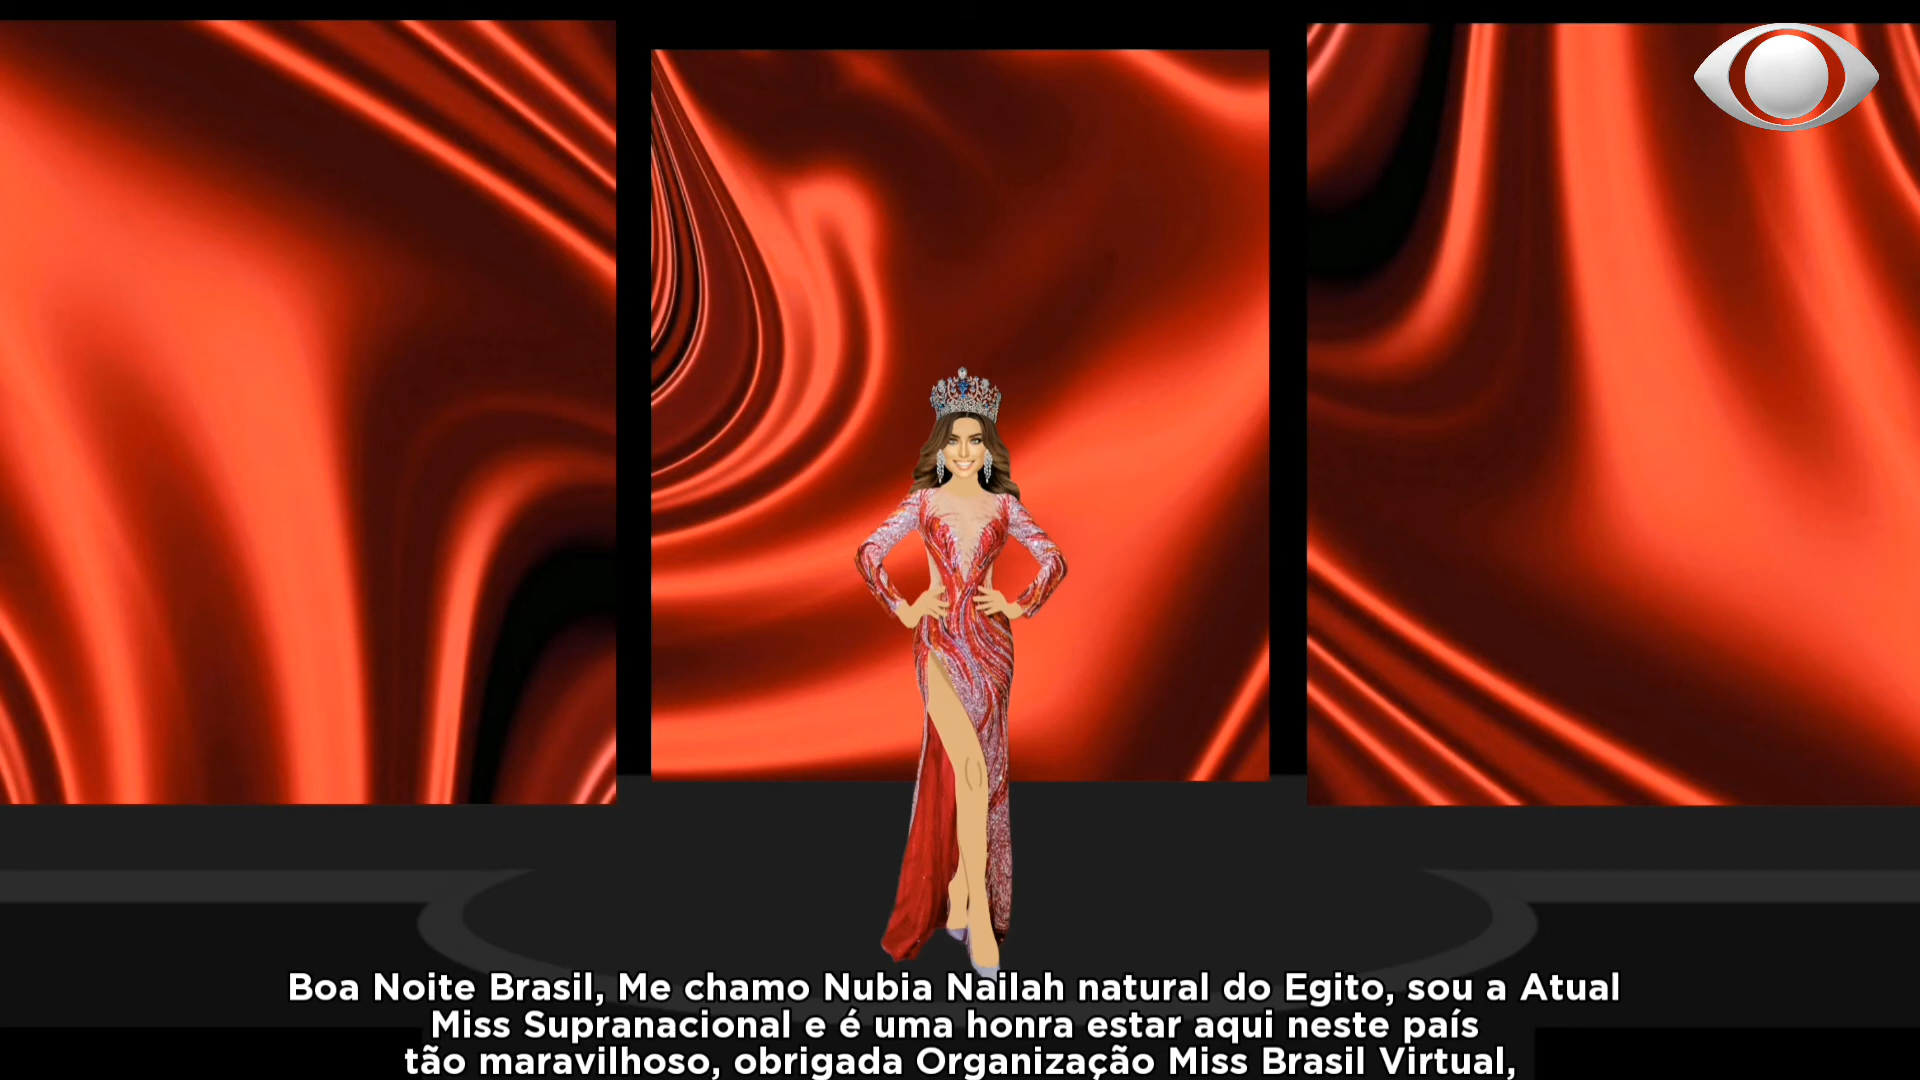 Boa Noite Brasil, Me chamo Nubia Nailah natural do Egito, sou a Atual
Miss Supranacional e é uma honra estar aqui neste país
tão maravilhoso, obrigada Organização Miss Brasil Virtual,